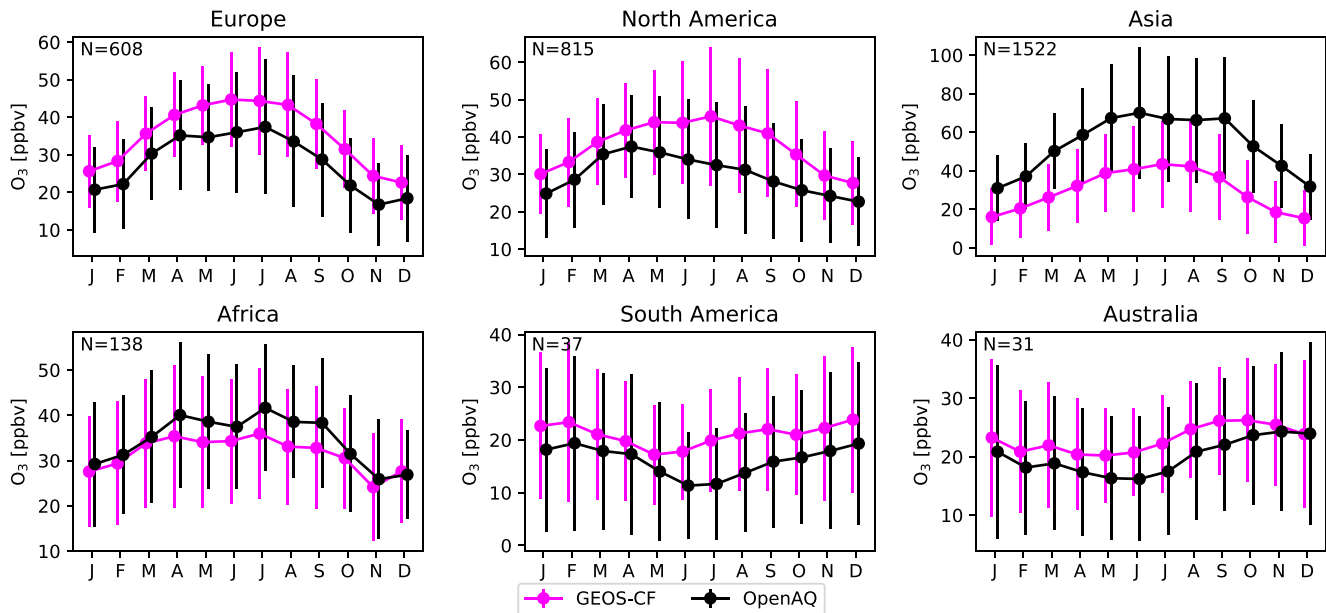 Europe
N=608
O3 [ppbv]
60
50
40
30
20
10
J F M A M J J A S O N D
North America
N=815
O3 [ppbv]
60
50
40
30
20
10
J F M A M J J A S O N D
Asia
N=1522
O3 [ppbv]
100
80
60
40
20
0
J F M A M J J A S O N D
Africa
N=138
O3 [ppbv]
50
40
30
20
10
J F M A M J J A S O N D
South America
N=37
O3 [ppbv]
40
30
20
10
0
J F M A M J J A S O N D
Australia
N=31
O3 [ppbv]
40
30
20
10
J F M A M J J A S O N D
GEOS-CF OpenAQ